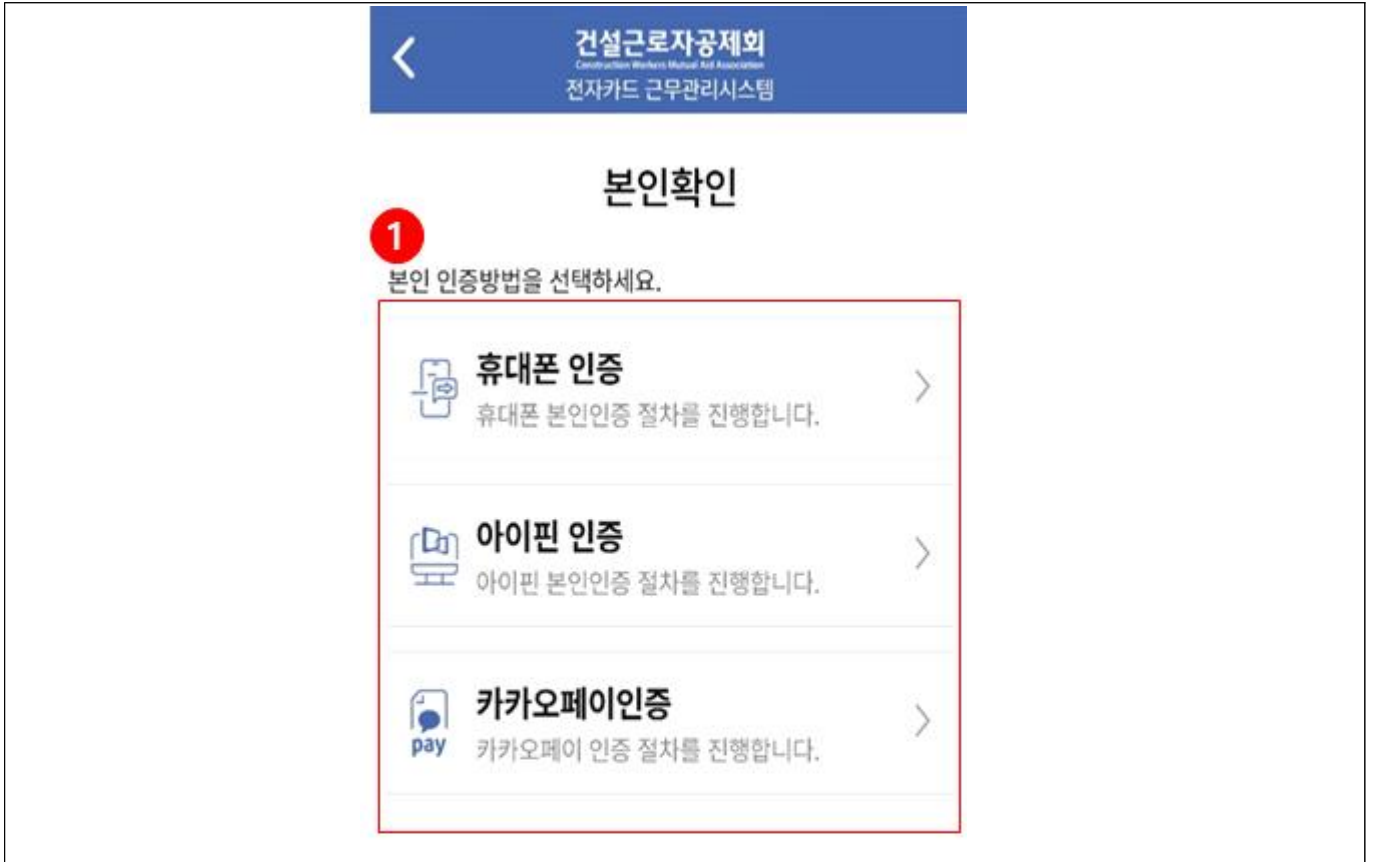 건설근로자공제회
Construction Workers Mutual Aid Association
전자카드 근무관리시스템
본인확인
1
본인 인증방법을 선택하세요.
휴대폰 인증
휴대폰 본인인증 절차를 진행합니다.
아이핀 인증
아이핀 본인인증 절차를 진행합니다.
카카오페이인증
pay
카카오페이 인증 절차를 진행합니다.